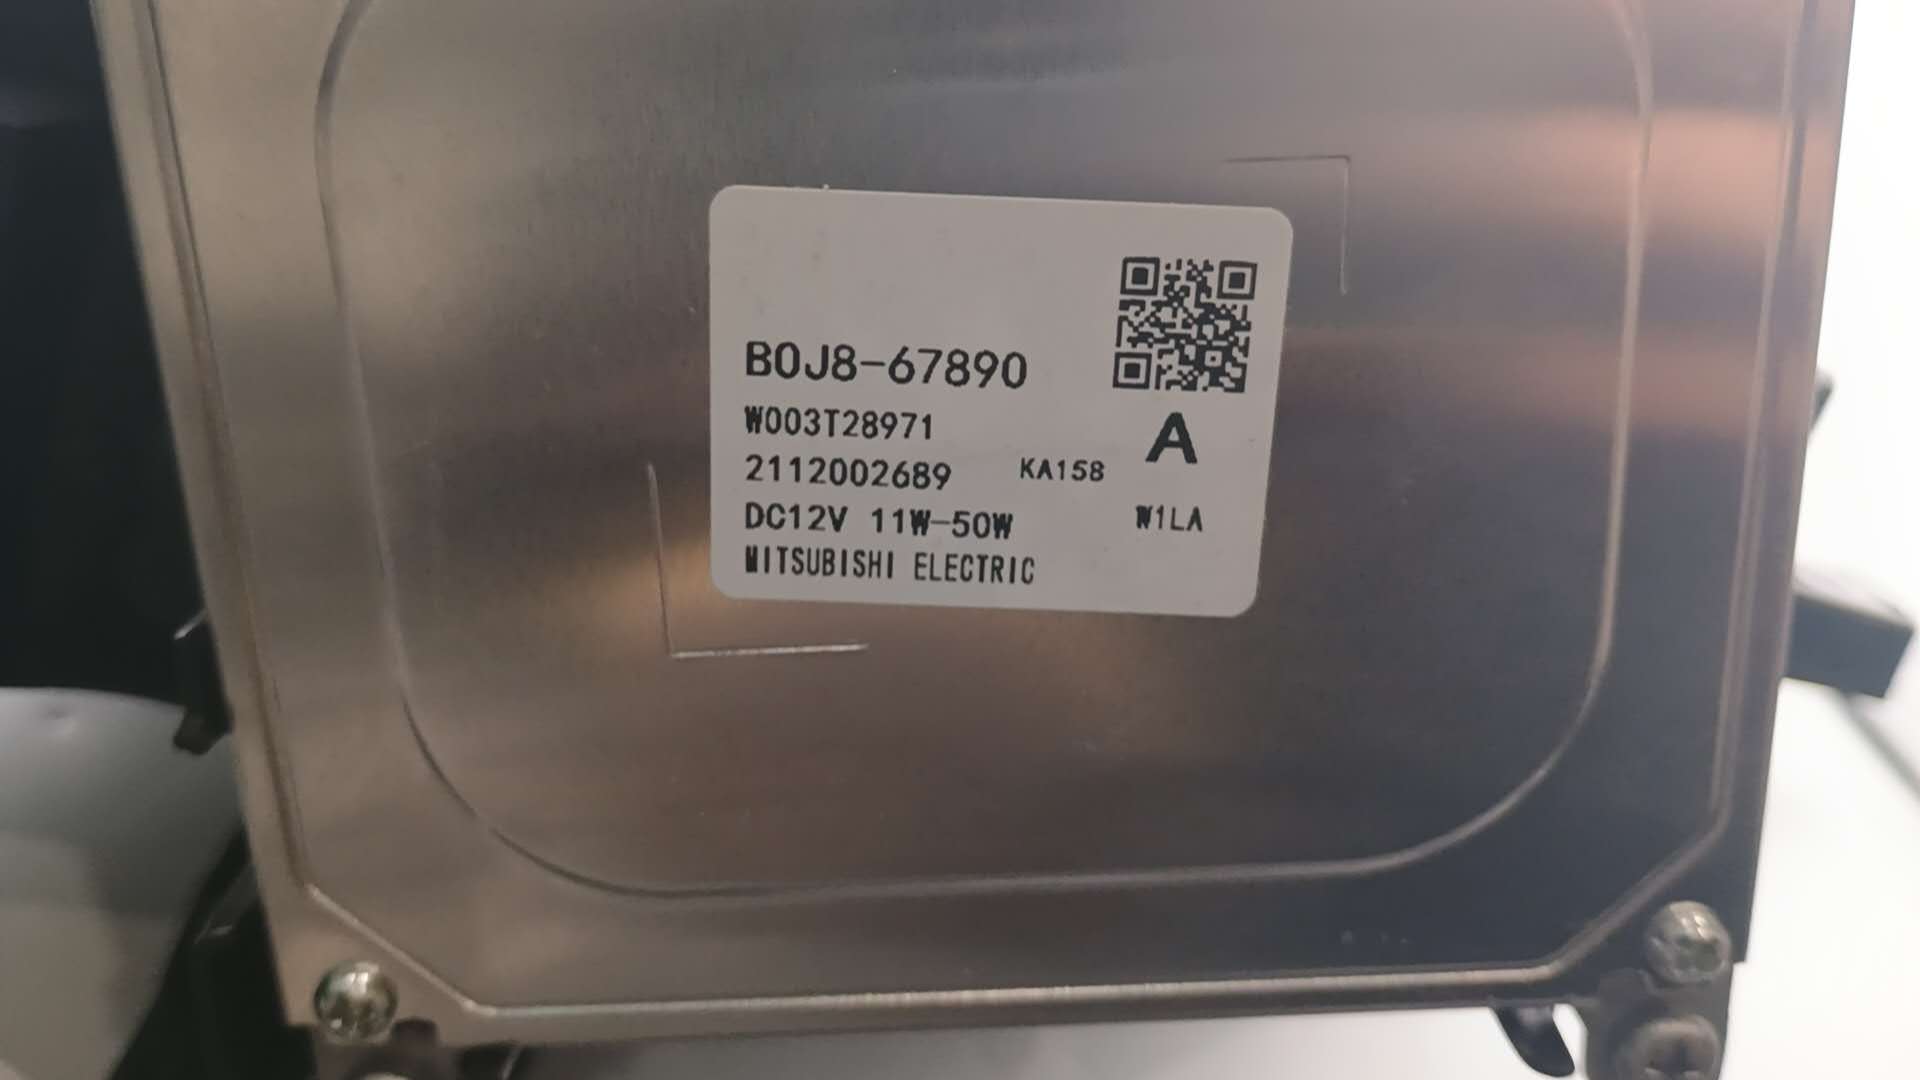 B0J8-67890
W003T28971
A
2112002689 KA158
DC12V 11W-50W W1LA
MITSUBISHI ELECTRIC